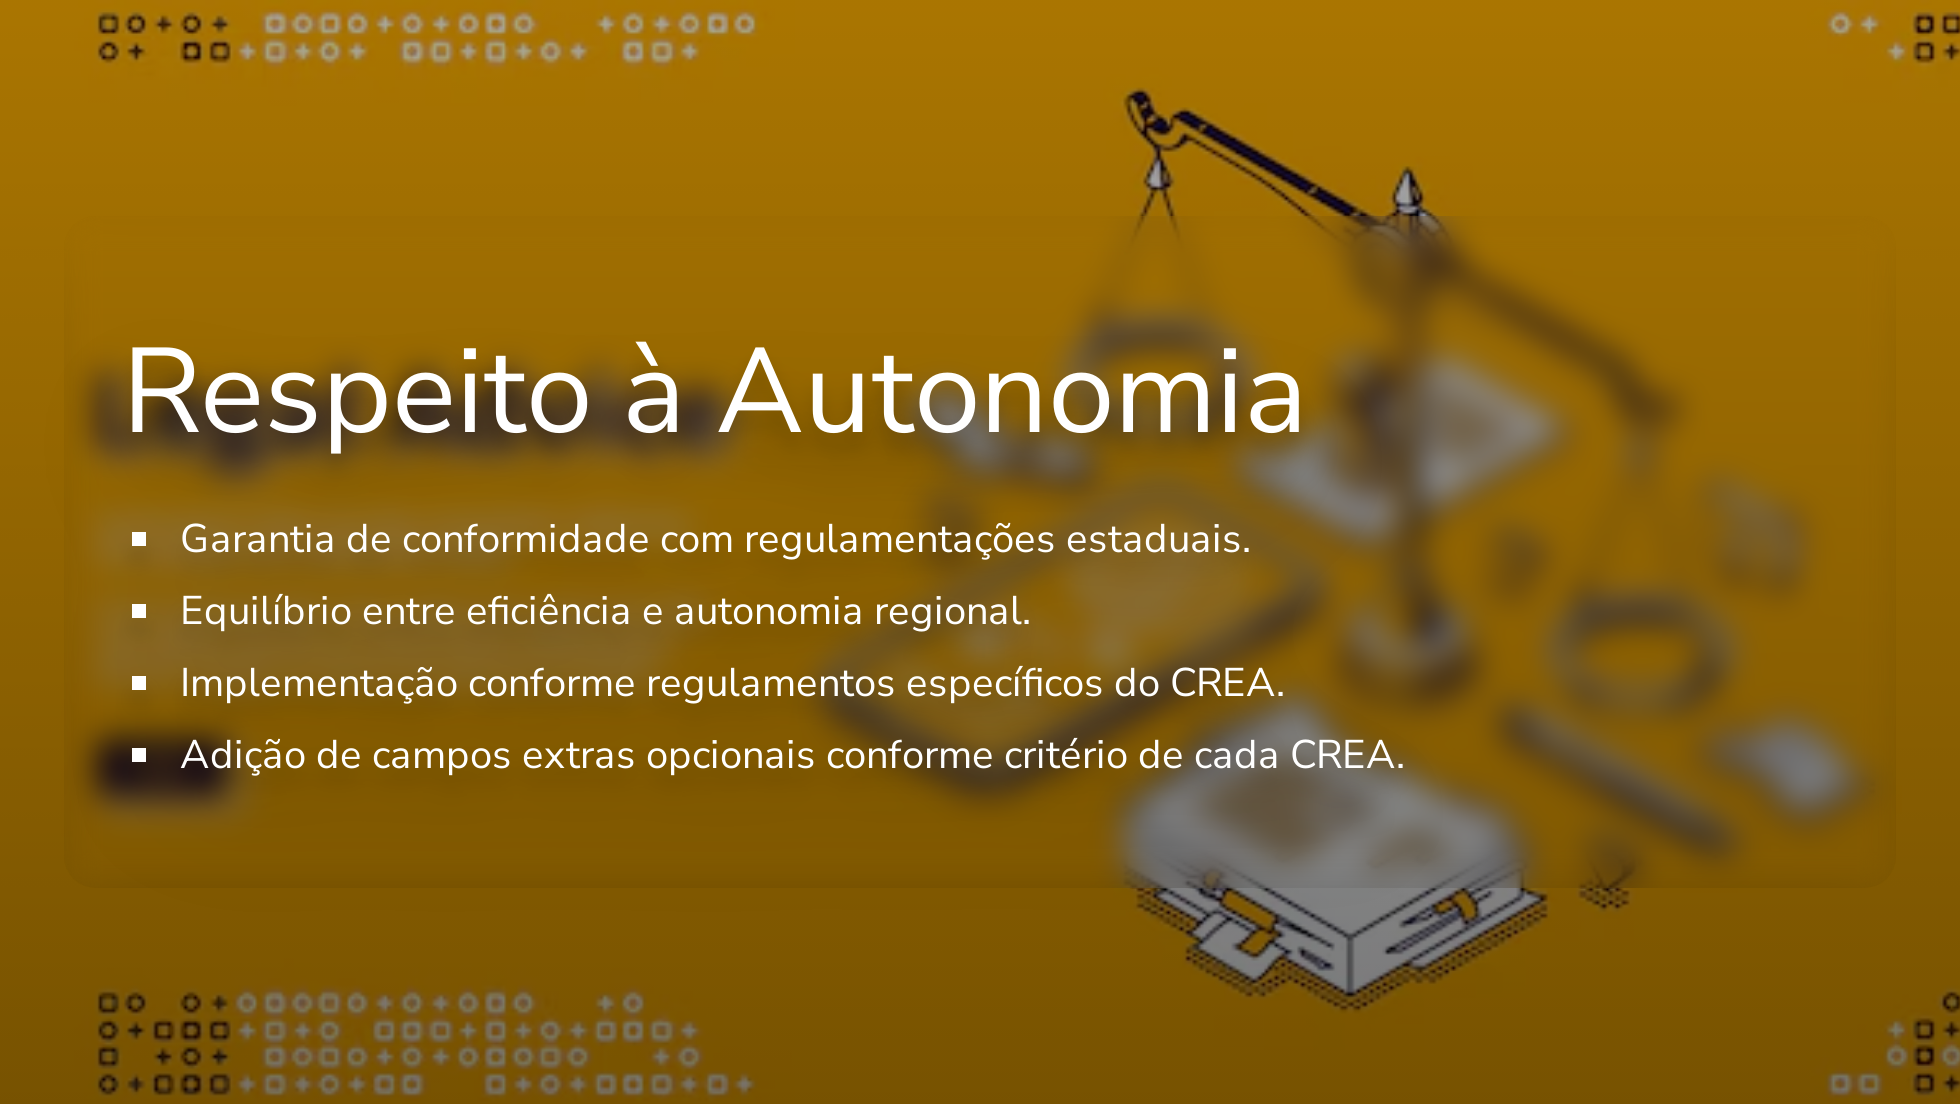 Respeito à Autonomia
▪ Garantia de conformidade com regulamentações estaduais.
▪ Equilíbrio entre eficiência e autonomia regional.
▪ Implementação conforme regulamentos específicos do CREA.
▪ Adição de campos extras opcionais conforme critério de cada CREA.